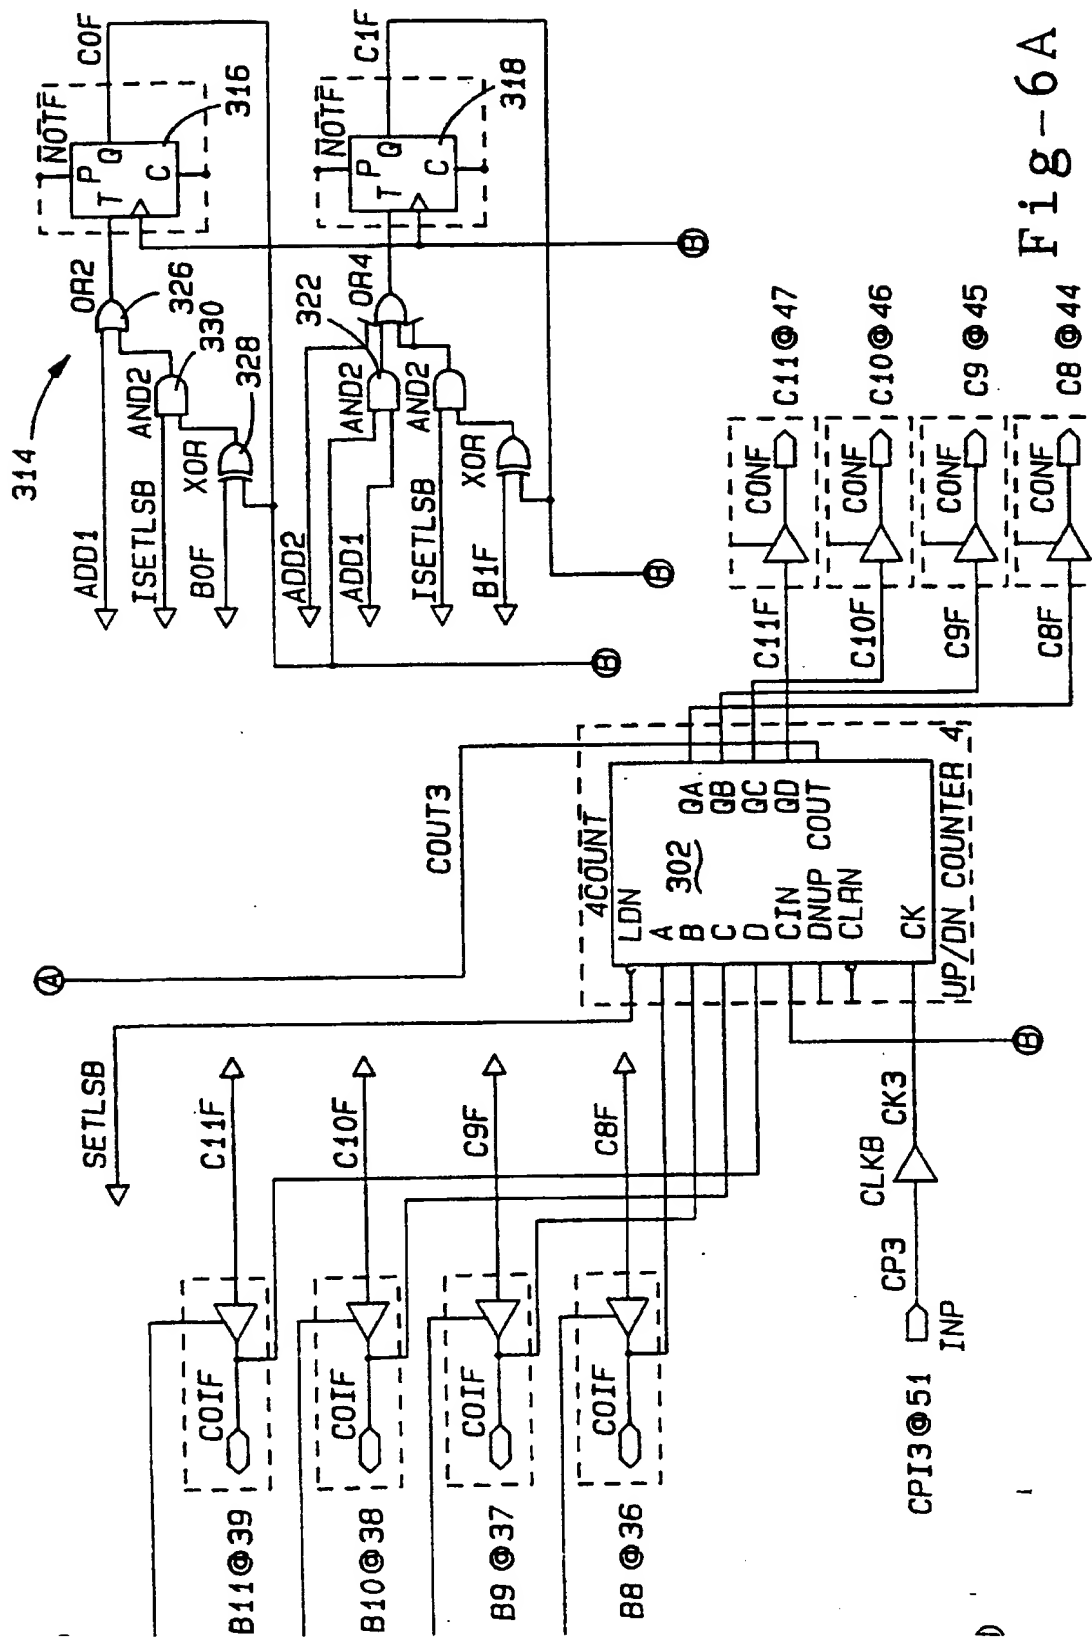 314
ADD1
ISETLSB
B0F
OR2
326
AND2
330
XOR
328
NOTF
T
P
Q
C
316
C0F
ADD2
ADD1
ISETLSB
B1F
322
OR4
AND2
AND2
XOR
NOTF
T
P
Q
C
318
C1F
B
B
B
A
SETLSB
COUT3
B11@39
COIF
C11F
B10@38
COIF
C10F
B9@37
COIF
C9F
B8@36
COIF
C8F
4COUNT
LDN
A
B
C
D
CIN
DNUP
CLRN
CK
302
QA
QB
QC
QD
COUT
UP/DN COUNTER 4
C11F
CONF
C11@47
C10F
CONF
C10@46
C9F
CONF
C9@45
C8F
CONF
C8@44
CPI3@51
INP
CP3
CLKB
CK3
B
Fig-6A